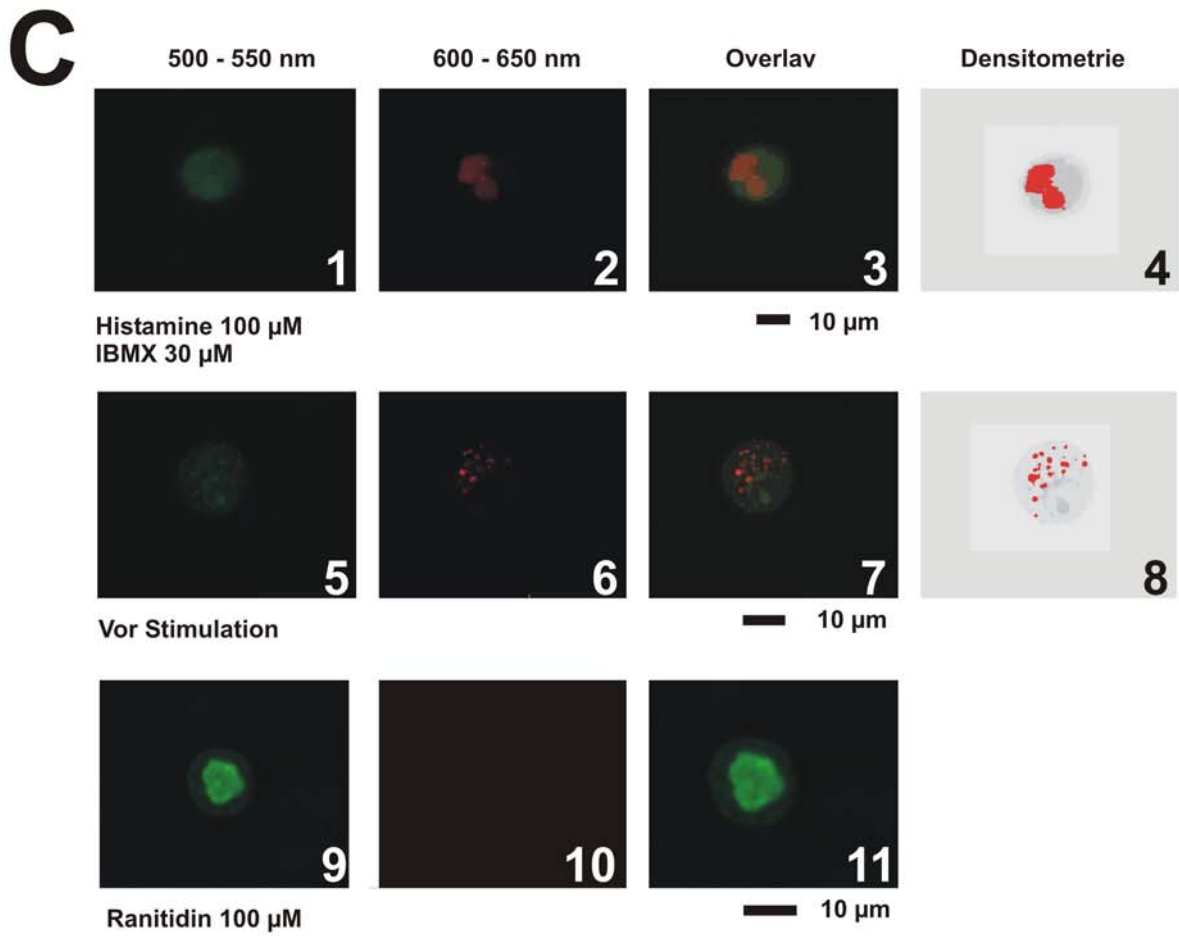 C
500 - 550 nm 600 - 650 nm Overlav Densitometrie
1 2 3 4
Histamine 100 µM 10 µm
IBMX 30 µM
5 6 7 8
Vor Stimulation 10 µm
9 10 11
Ranitidin 100 µM 10 µm